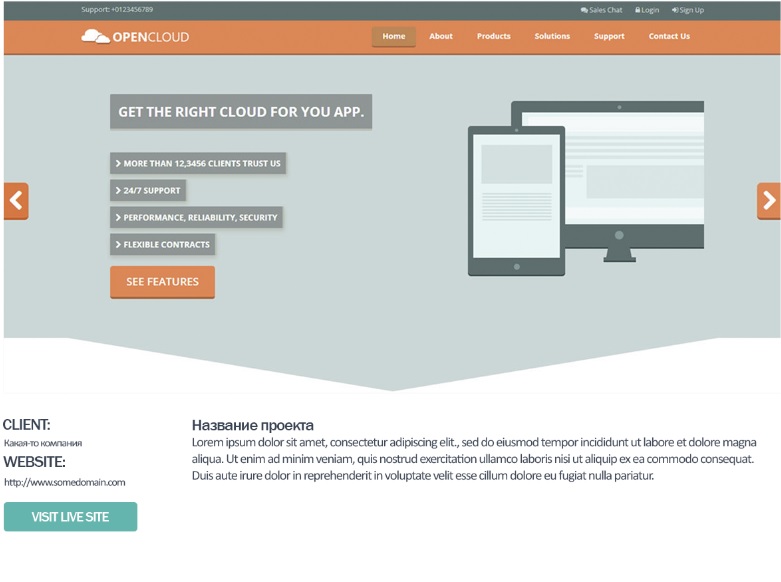 Support: +0123456789
Sales Chat Login Sign Up
OPENCLOUD
Home About Products Solutions Support Contact Us
GET THE RIGHT CLOUD FOR YOU APP.
MORE THAN 12,3456 CLIENTS TRUST US
24/7 SUPPORT
PERFORMANCE, RELIABILITY, SECURITY
FLEXIBLE CONTRACTS
SEE FEATURES
CLIENT:
Какая-то компания
WEBSITE:
http://www.somedomain.com
VISIT LIVE SITE
Название проекта
Lorem ipsum dolor sit amet, consectetur adipiscing elit., sed do eiusmod tempor incididunt ut labore et dolore magna
aliqua. Ut enim ad minim veniam, quis nostrud exercitation ullamco laboris nisi ut aliquip ex ea commodo consequat.
Duis aute irure dolor in reprehenderit in voluptate velit esse cillum dolore eu fugiat nulla pariatur.